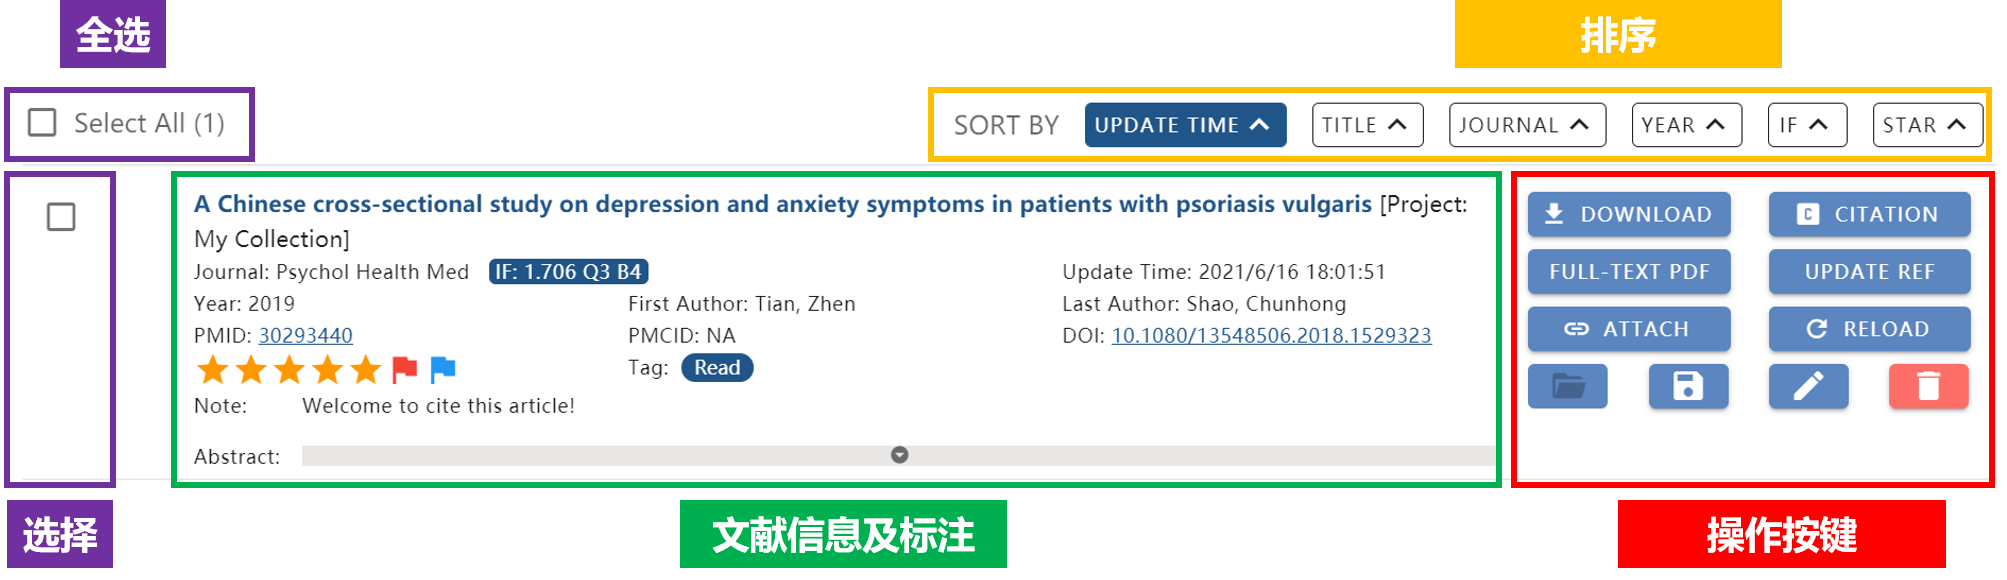 全选
排序
Select All (1)
SORT BY UPDATE TIME TITLE JOURNAL YEAR IF STAR
A Chinese cross-sectional study on depression and anxiety symptoms in patients with psoriasis vulgaris [Project:
My Collection]
Journal: Psychol Health Med IF: 1.706 Q3 B4 Update Time: 2021/6/16 18:01:51
Year: 2019 First Author: Tian, Zhen Last Author: Shao, Chunhong
PMID: 30293440 PMCID: NA DOI: 10.1080/13548506.2018.1529323
Tag: Read
Note: Welcome to cite this article!
Abstract:
DOWNLOAD C CITATION
FULL-TEXT PDF UPDATE REF
ATTACH RELOAD
选择
文献信息及标注
操作按键